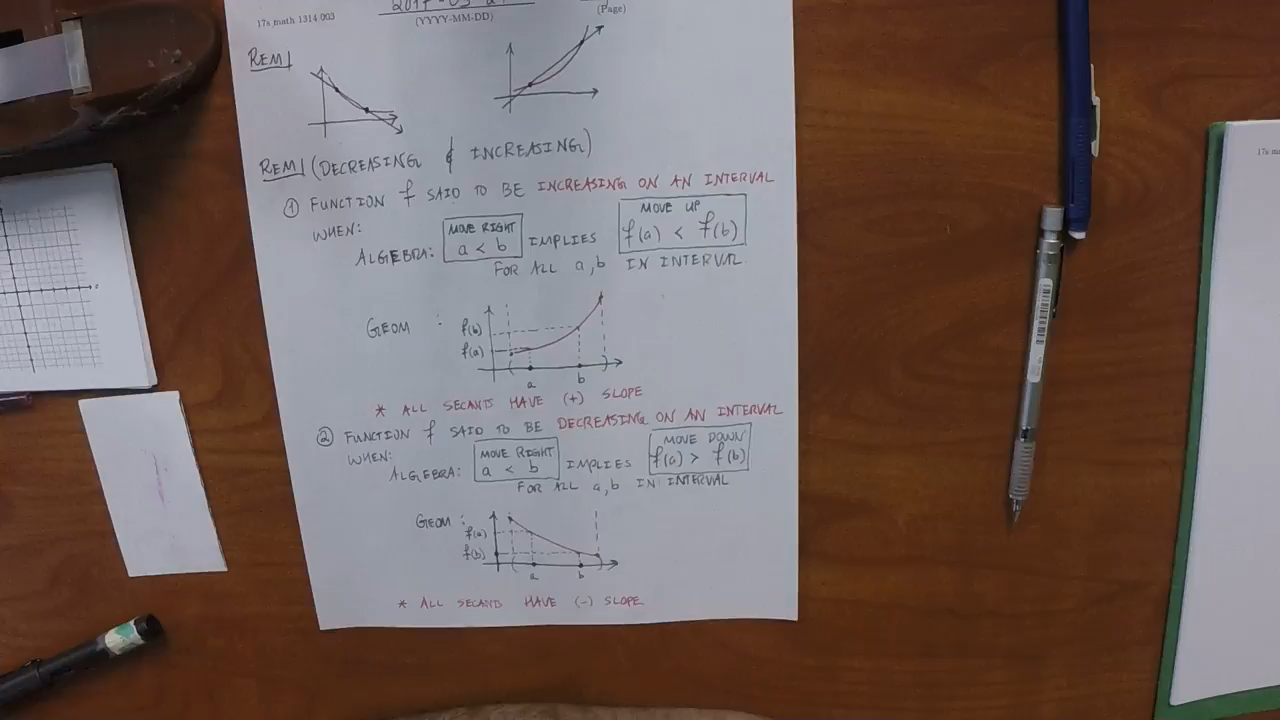 17s math 1314 003
(YYYY-MM-DD)
(Page)
REM|
REM| (DECREASING & INCREASING)
① FUNCTION f SAID TO BE INCREASING ON AN INTERVAL
WHEN:
MOVE RIGHT
MOVE UP
ALGEBRA: a < b IMPLIES f(a) < f(b)
FOR ALL a,b IN INTERVAL.
GEOM :
f(b)
f(a)
a b
* ALL SECANTS HAVE (+) SLOPE
② FUNCTION f SAID TO BE DECREASING ON AN INTERVAL
WHEN:
MOVE RIGHT
MOVE DOWN
ALGEBRA: a < b IMPLIES f(a) > f(b)
FOR ALL a,b IN INTERVAL
GEOM :
f(a)
f(b)
a b
* ALL SECANTS HAVE (-) SLOPE
17s m